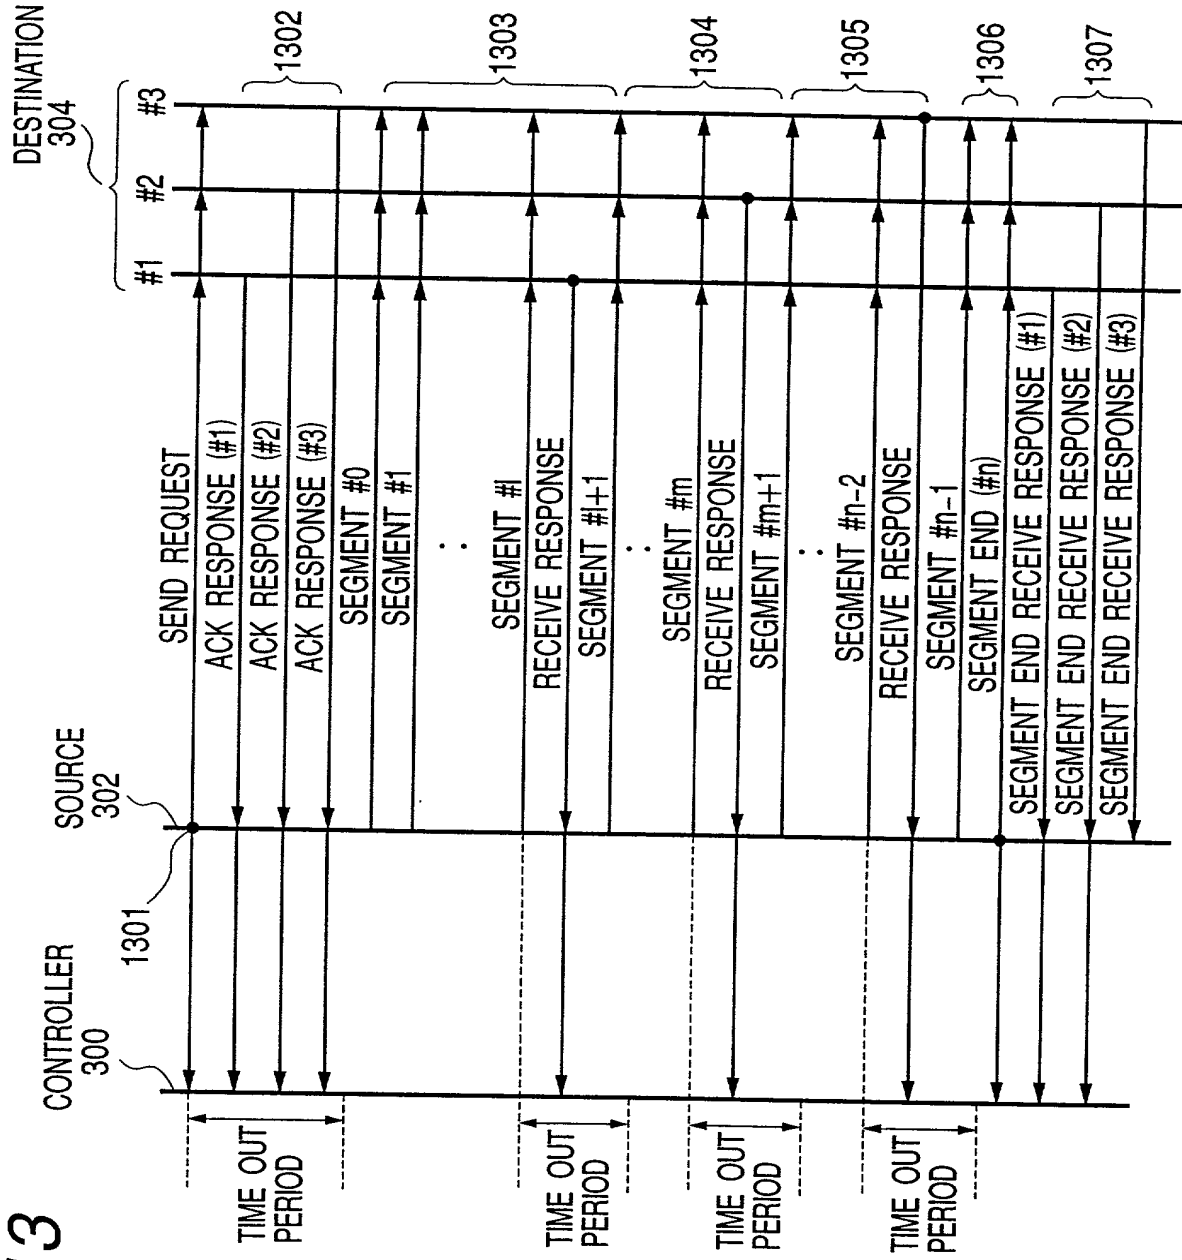 13
CONTROLLER
300
SOURCE
302
DESTINATION
304
#1
#2
#3
1301
SEND REQUEST
ACK RESPONSE (#1)
ACK RESPONSE (#2)
ACK RESPONSE (#3)
1302
TIME OUT
PERIOD
SEGMENT #0
SEGMENT #1
1303
SEGMENT #l
RECEIVE RESPONSE
SEGMENT #l+1
TIME OUT
PERIOD
1304
SEGMENT #m
RECEIVE RESPONSE
SEGMENT #m+1
TIME OUT
PERIOD
1305
SEGMENT #n-2
RECEIVE RESPONSE
SEGMENT #n-1
TIME OUT
PERIOD
1306
SEGMENT END (#n)
SEGMENT END RECEIVE RESPONSE (#1)
SEGMENT END RECEIVE RESPONSE (#2)
SEGMENT END RECEIVE RESPONSE (#3)
1307